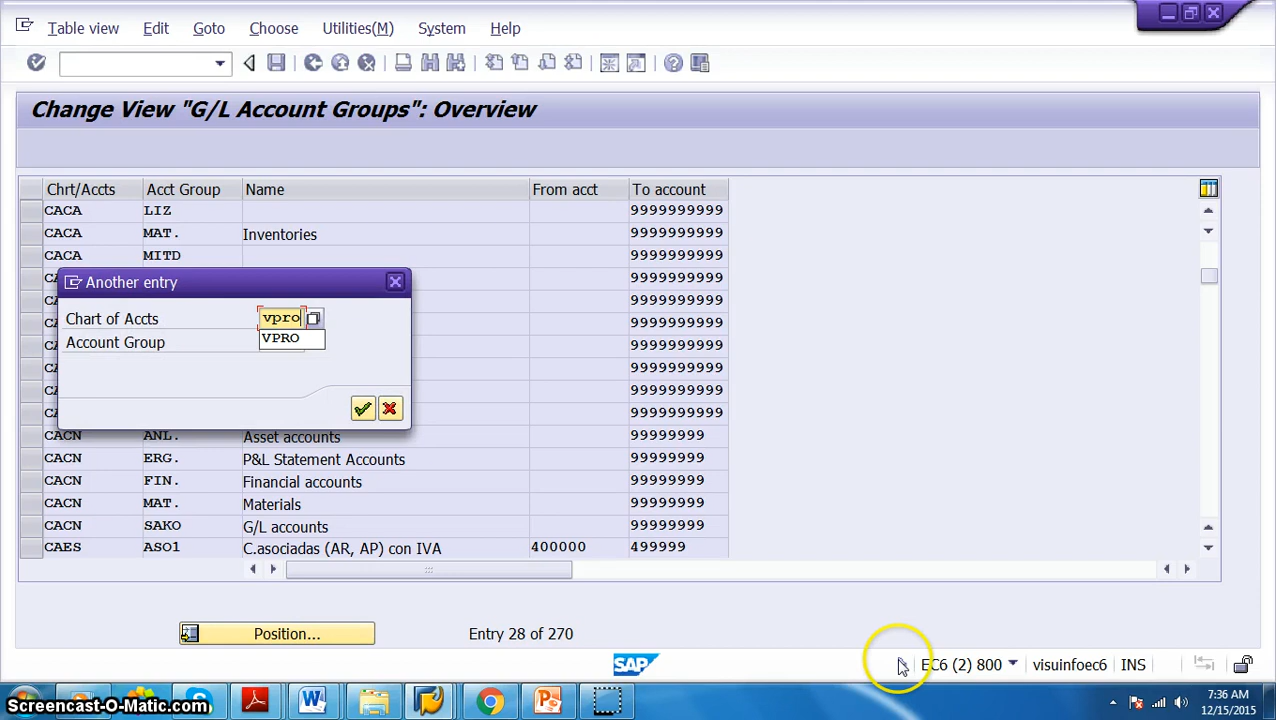 Table view Edit Goto Choose Utilities(M) System Help
Change View "G/L Account Groups": Overview
Chrt/Accts Acct Group Name From acct To account
CACA LIZ 9999999999
CACA MAT. Inventories 9999999999
CACA MITD 9999999999
Another entry
9999999999
Chart of Accts vpro
9999999999
VPRO
9999999999
Account Group
9999999999
9999999999
9999999999
9999999999
CACN ANL. Asset accounts 99999999
CACN ERG. P&L Statement Accounts 99999999
CACN FIN. Financial accounts 99999999
CACN MAT. Materials 99999999
CACN SAKO G/L accounts 99999999
CAES ASO1 C.asociadas (AR, AP) con IVA 400000 499999
Position... Entry 28 of 270
SAP EC6 (2) 800 visuinfoec6 INS
7:36 AM
Screencast-O-Matic.com
12/15/2015